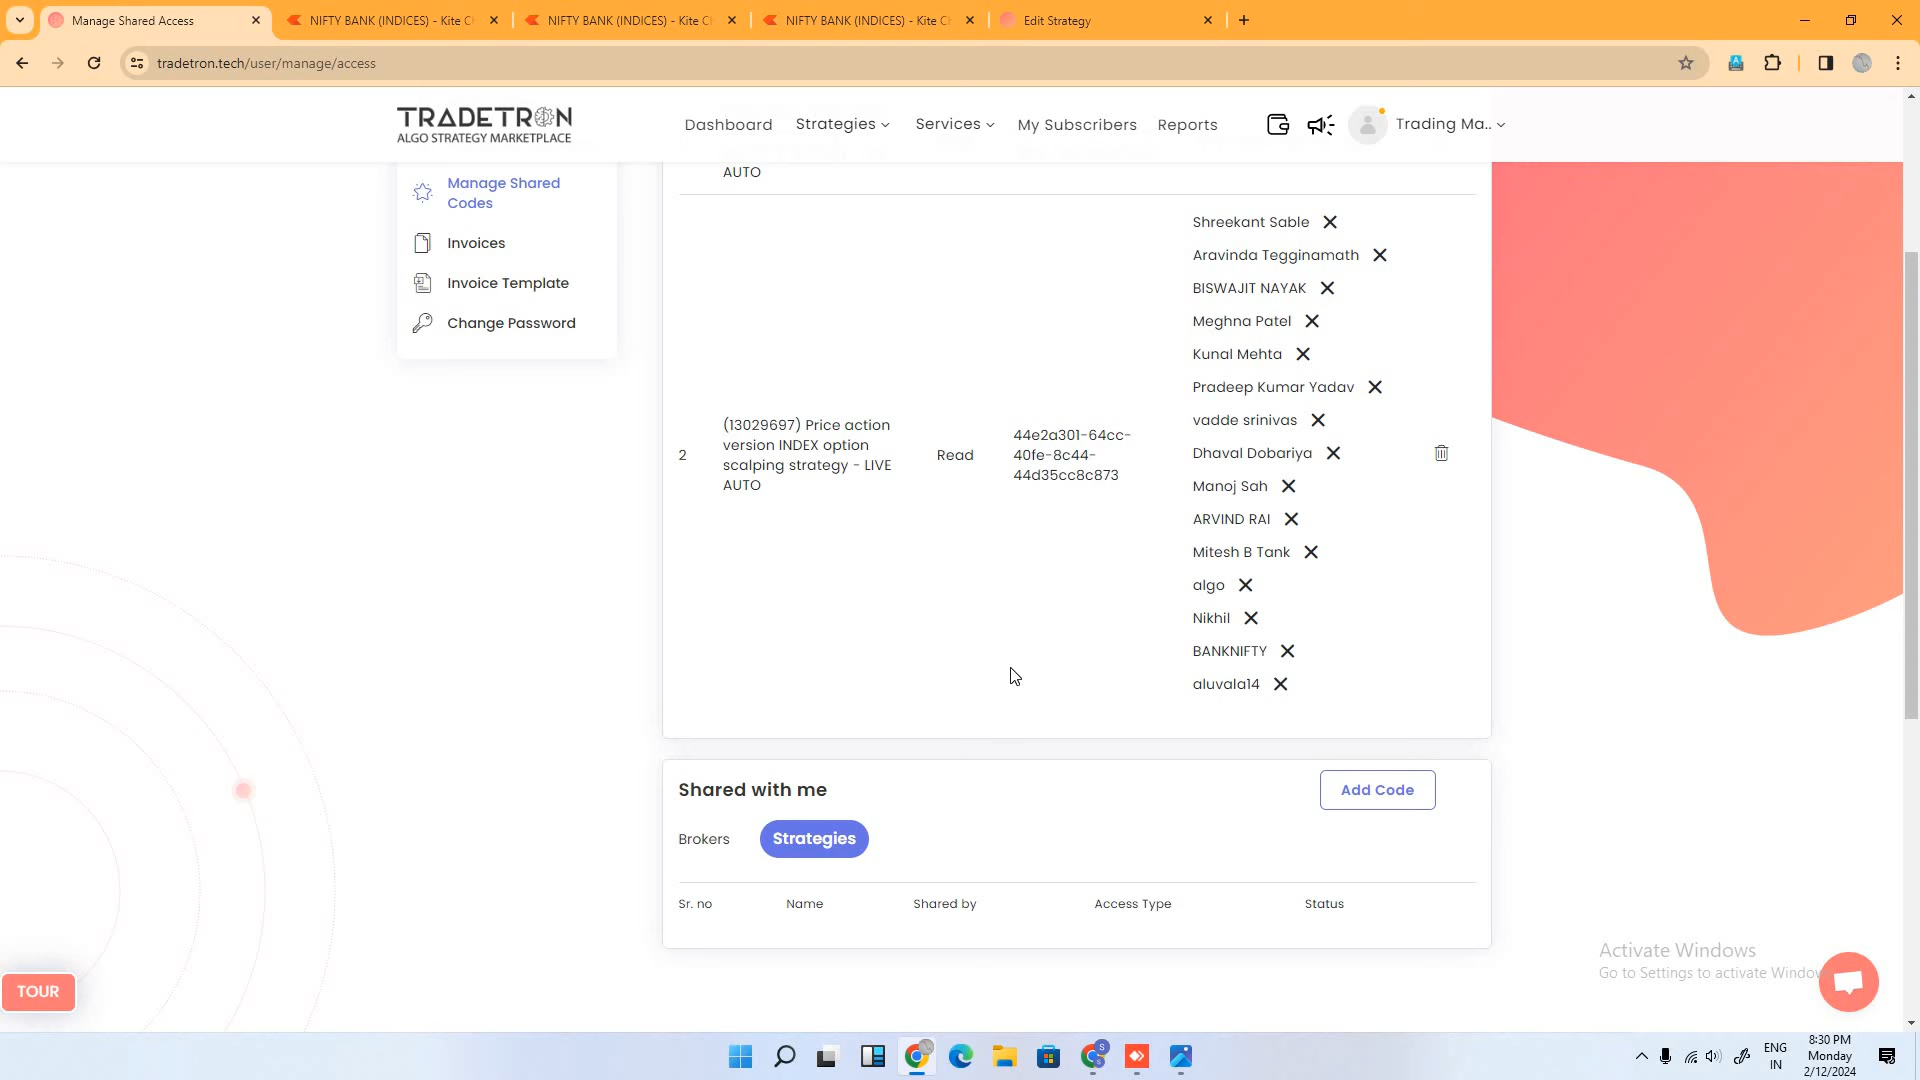 Manage Shared Access
NIFTY BANK (INDICES) - Kite C
NIFTY BANK (INDICES) - Kite C
NIFTY BANK (INDICES) - Kite C
Edit Strategy
tradetron.tech/user/manage/access
TRADETRON
ALGO STRATEGY MARKETPLACE
Dashboard
Strategies
Services
My Subscribers
Reports
Trading Ma..
Manage Shared
Codes
Invoices
Invoice Template
Change Password
AUTO
2
(13029697) Price action
version INDEX option
scalping strategy - LIVE
AUTO
Read
44e2a301-64cc-
40fe-8c44-
44d35cc8c873
Shreekant Sable
Aravinda Tegginamath
BISWAJIT NAYAK
Meghna Patel
Kunal Mehta
Pradeep Kumar Yadav
vadde srinivas
Dhaval Dobariya
Manoj Sah
ARVIND RAI
Mitesh B Tank
algo
Nikhil
BANKNIFTY
aluvala14
Shared with me
Add Code
Brokers
Strategies
Sr. no
Name
Shared by
Access Type
Status
TOUR
Activate Windows
Go to Settings to activate Window
S
ENG
IN
8:30 PM
Monday
2/12/2024